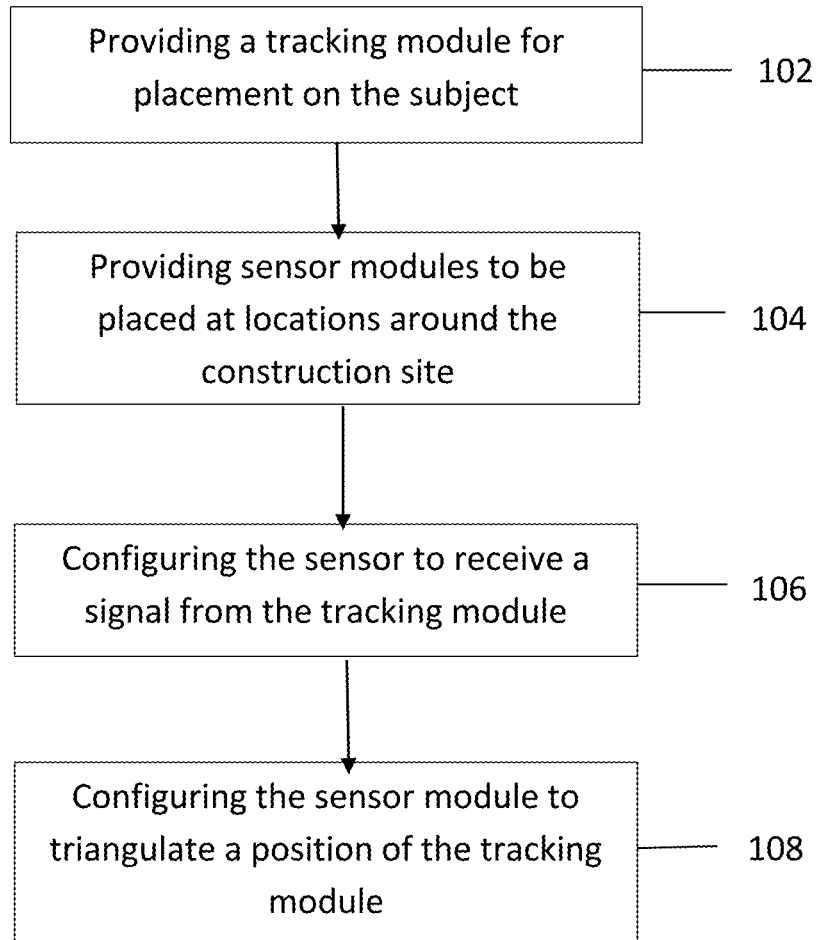 Providing a tracking module for
placement on the subject
102
Providing sensor modules to be
placed at locations around the
construction site
104
Configuring the sensor to receive a
signal from the tracking module
106
Configuring the sensor module to
triangulate a position of the tracking
module
108